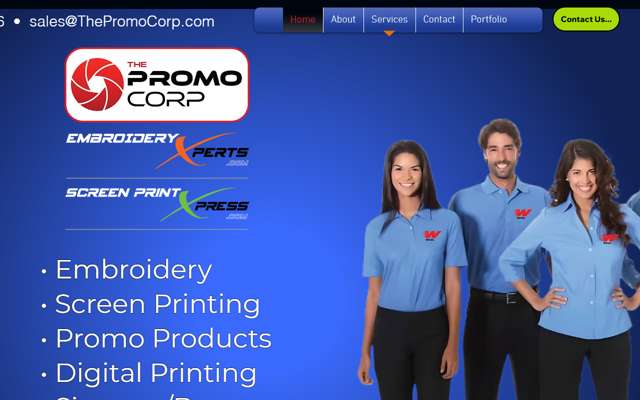 6 • sales@ThePromoCorp.com
Home About Services Contact Portfolio
Contact Us...
THE
PROMO
CORP
EMBROIDERY XPERTS .COM
SCREEN PRINT XPRESS .COM
• Embroidery
• Screen Printing
• Promo Products
• Digital Printing